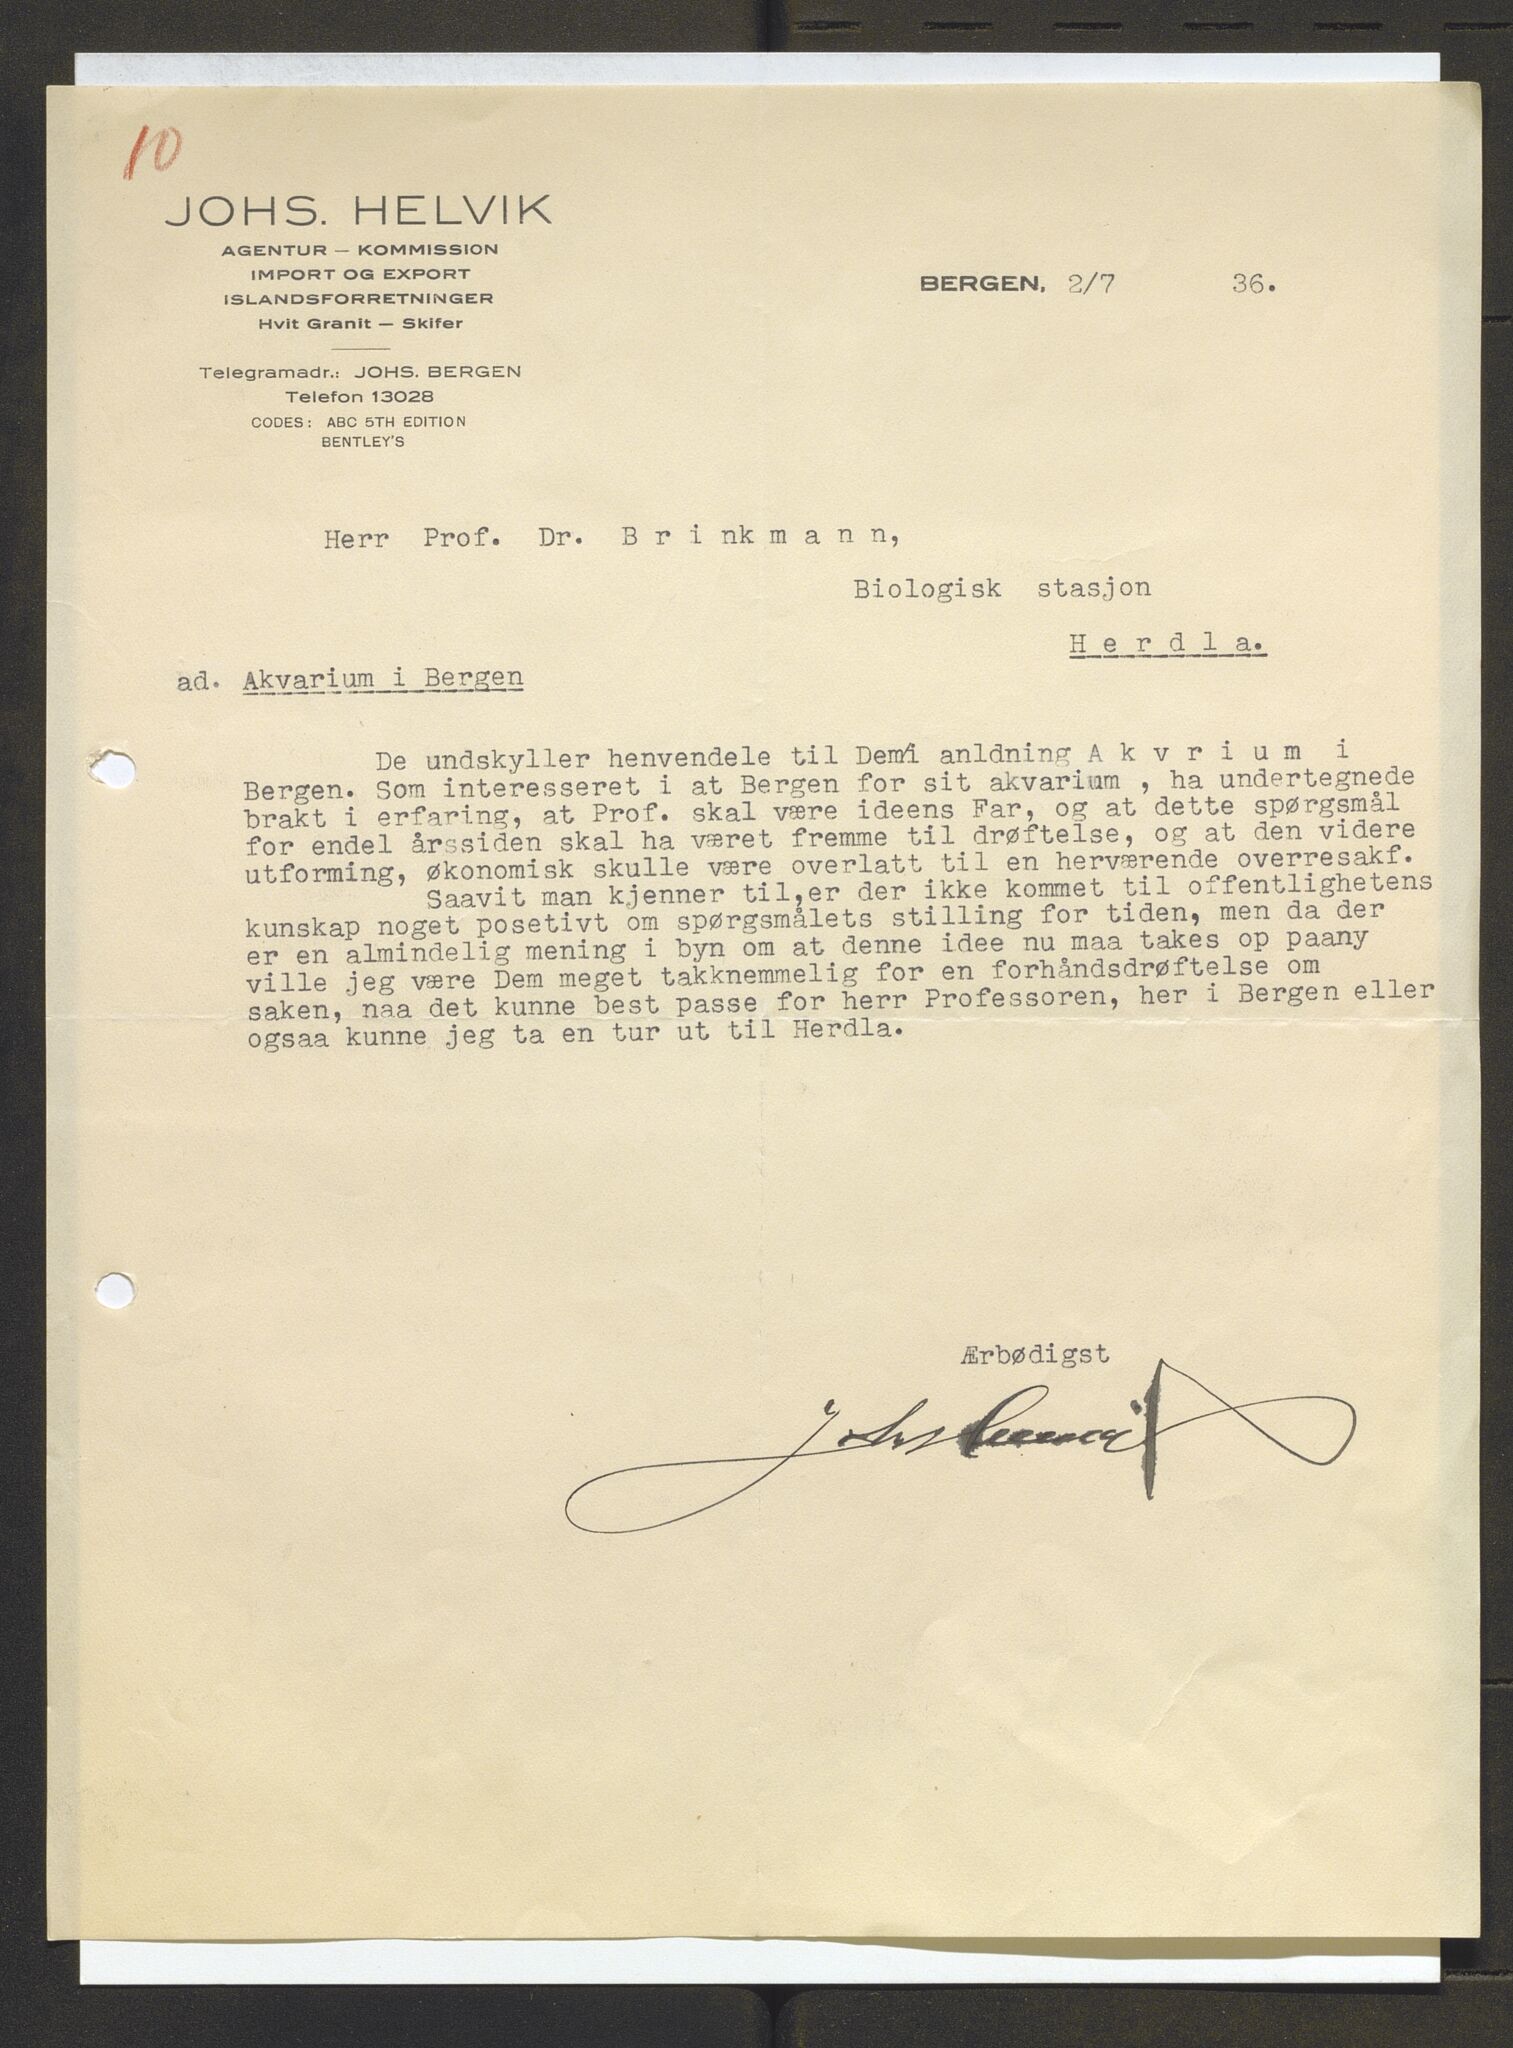 10
JOHS. HELVIK
AGENTUR — KOMMISSION
IMPORT OG EXPORT
ISLANDSFORRETNINGER
Hvit Granit — Skifer
BERGEN, 2/7 36.
Telegramadr.: JOHS. BERGEN
Telefon 13028
CODES: ABC 5TH EDITION
BENTLEY'S
Herr Prof. Dr. B r i nk m a n n,
Biologisk stasjon
H e r d l a.
ad. Akvarium i Bergen
De undskyller henvendele til Dem i anldning A k v r i u m i
Bergen. Som interesseret i at Bergen for sit akvarium , ha undertegnede
brakt i erfaring, at Prof. skal være ideens Far, og at dette spørgsmål
for endel årssiden skal ha været fremme til drøftelse, og at den videre
utforming, økonomisk skulle være overlatt til en herværende overresakf.
Saavit man kjenner til,er der ikke kommet til offentlighetens
kunskap noget posetivt om spørgsmålets stilling for tiden, men da der
er en almindelig mening i byn om at denne idee nu maa takes op paany
ville jeg være Dem meget takknemmelig for en forhåndsdrøftelse om
saken, naa det kunne best passe for herr Professoren, her i Bergen eller
ogsaa kunne jeg ta en tur ut til Herdla.
Ærbødigst